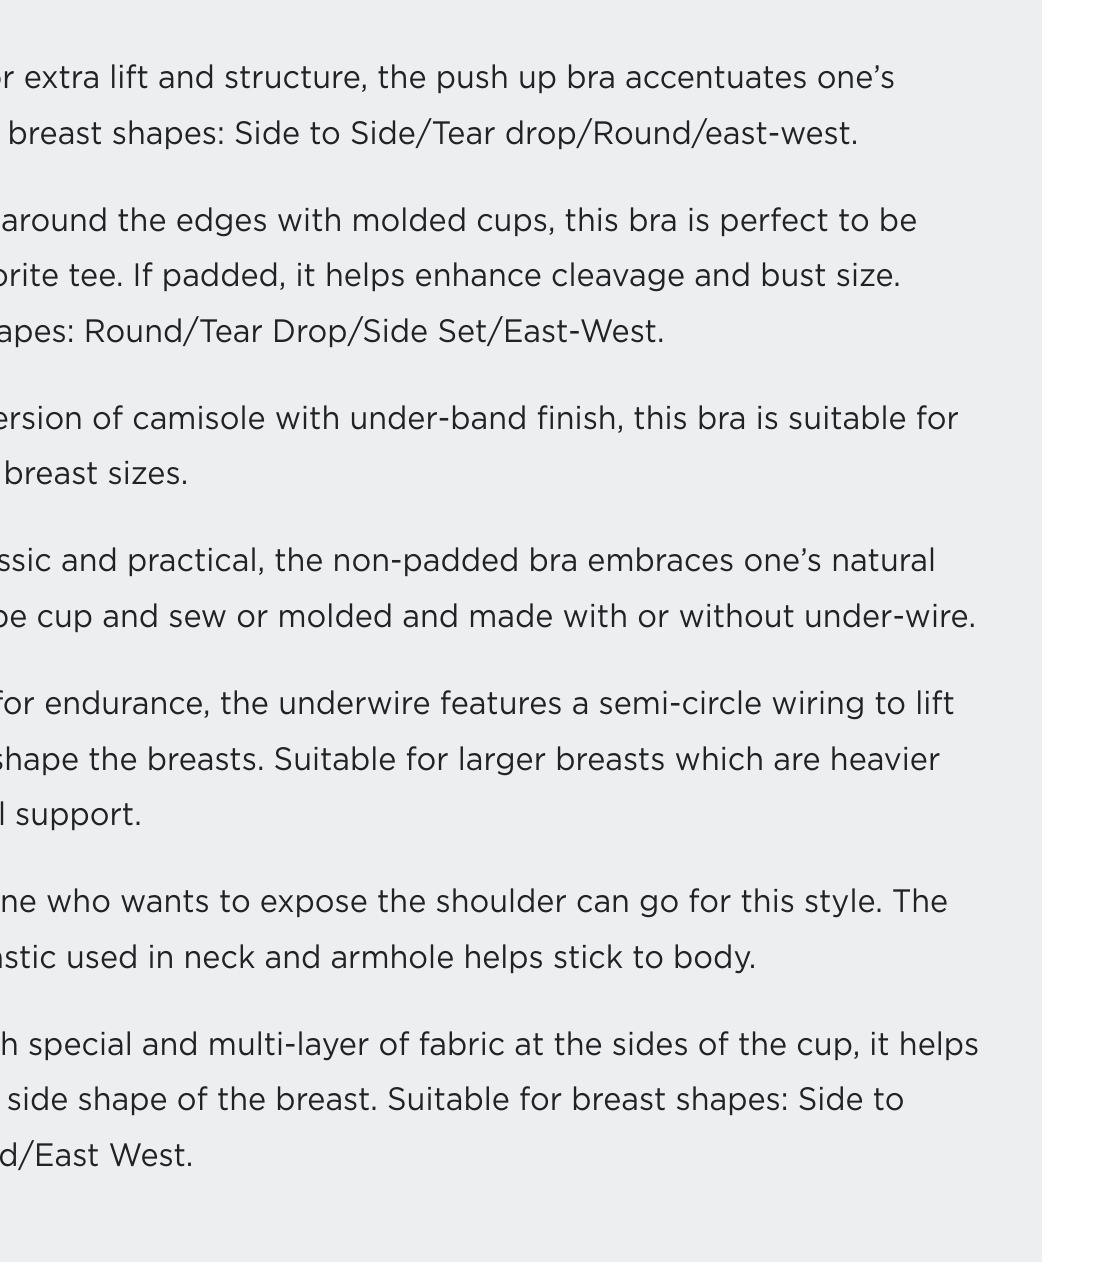 extra lift and structure, the push up bra accentuates one’s
breast shapes: Side to Side/Tear drop/Round/east-west.
around the edges with molded cups, this bra is perfect to be
tee. If padded, it helps enhance cleavage and bust size.
Round/Tear Drop/Side Set/East-West.
of camisole with under-band finish, this bra is suitable for
breast sizes.
and practical, the non-padded bra embraces one’s natural
cup and sew or molded and made with or without under-wire.
for endurance, the underwire features a semi-circle wiring to lift
shape the breasts. Suitable for larger breasts which are heavier
support.
who wants to expose the shoulder can go for this style. The
used in neck and armhole helps stick to body.
special and multi-layer of fabric at the sides of the cup, it helps
side shape of the breast. Suitable for breast shapes: Side to
d/East West.